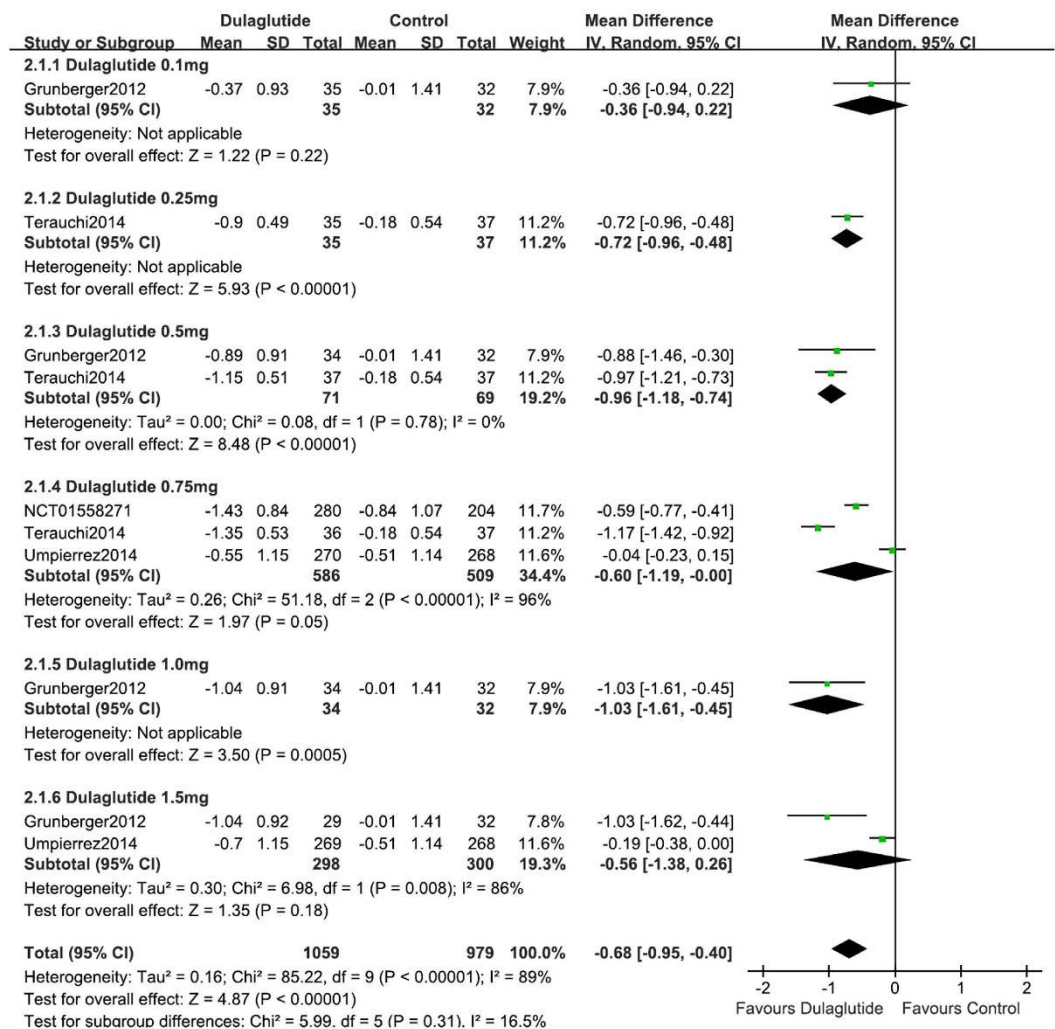 Dulaglutide Control Mean Difference Mean Difference
Study or Subgroup Mean SD Total Mean SD Total Weight IV, Random, 95% CI IV, Random, 95% CI
2.1.1 Dulaglutide 0.1mg
Grunberger2012 -0.37 0.93 35 -0.01 1.41 32 7.9% -0.36 [-0.94, 0.22]
Subtotal (95% CI) 35 32 7.9% -0.36 [-0.94, 0.22]
Heterogeneity: Not applicable
Test for overall effect: Z = 1.22 (P = 0.22)
2.1.2 Dulaglutide 0.25mg
Terauchi2014 -0.9 0.49 35 -0.18 0.54 37 11.2% -0.72 [-0.96, -0.48]
Subtotal (95% CI) 35 37 11.2% -0.72 [-0.96, -0.48]
Heterogeneity: Not applicable
Test for overall effect: Z = 5.93 (P < 0.00001)
2.1.3 Dulaglutide 0.5mg
Grunberger2012 -0.89 0.91 34 -0.01 1.41 32 7.9% -0.88 [-1.46, -0.30]
Terauchi2014 -1.15 0.51 37 -0.18 0.54 37 11.2% -0.97 [-1.21, -0.73]
Subtotal (95% CI) 71 69 19.2% -0.96 [-1.18, -0.74]
Heterogeneity: Tau² = 0.00; Chi² = 0.08, df = 1 (P = 0.78); I² = 0%
Test for overall effect: Z = 8.48 (P < 0.00001)
2.1.4 Dulaglutide 0.75mg
NCT01558271 -1.43 0.84 280 -0.84 1.07 204 11.7% -0.59 [-0.77, -0.41]
Terauchi2014 -1.35 0.53 36 -0.18 0.54 37 11.2% -1.17 [-1.42, -0.92]
Umpierrez2014 -0.55 1.15 270 -0.51 1.14 268 11.6% -0.04 [-0.23, 0.15]
Subtotal (95% CI) 586 509 34.4% -0.60 [-1.19, -0.00]
Heterogeneity: Tau² = 0.26; Chi² = 51.18, df = 2 (P < 0.00001); I² = 96%
Test for overall effect: Z = 1.97 (P = 0.05)
2.1.5 Dulaglutide 1.0mg
Grunberger2012 -1.04 0.91 34 -0.01 1.41 32 7.9% -1.03 [-1.61, -0.45]
Subtotal (95% CI) 34 32 7.9% -1.03 [-1.61, -0.45]
Heterogeneity: Not applicable
Test for overall effect: Z = 3.50 (P = 0.0005)
2.1.6 Dulaglutide 1.5mg
Grunberger2012 -1.04 0.92 29 -0.01 1.41 32 7.8% -1.03 [-1.62, -0.44]
Umpierrez2014 -0.7 1.15 269 -0.51 1.14 268 11.6% -0.19 [-0.38, 0.00]
Subtotal (95% CI) 298 300 19.3% -0.56 [-1.38, 0.26]
Heterogeneity: Tau² = 0.30; Chi² = 6.98, df = 1 (P = 0.008); I² = 86%
Test for overall effect: Z = 1.35 (P = 0.18)
Total (95% CI) 1059 979 100.0% -0.68 [-0.95, -0.40]
Heterogeneity: Tau² = 0.16; Chi² = 85.22, df = 9 (P < 0.00001); I² = 89%
Test for overall effect: Z = 4.87 (P < 0.00001)
Test for subgroup differences: Chi² = 5.99, df = 5 (P = 0.31), I² = 16.5%
-2 -1 0 1 2
Favours Dulaglutide Favours Control